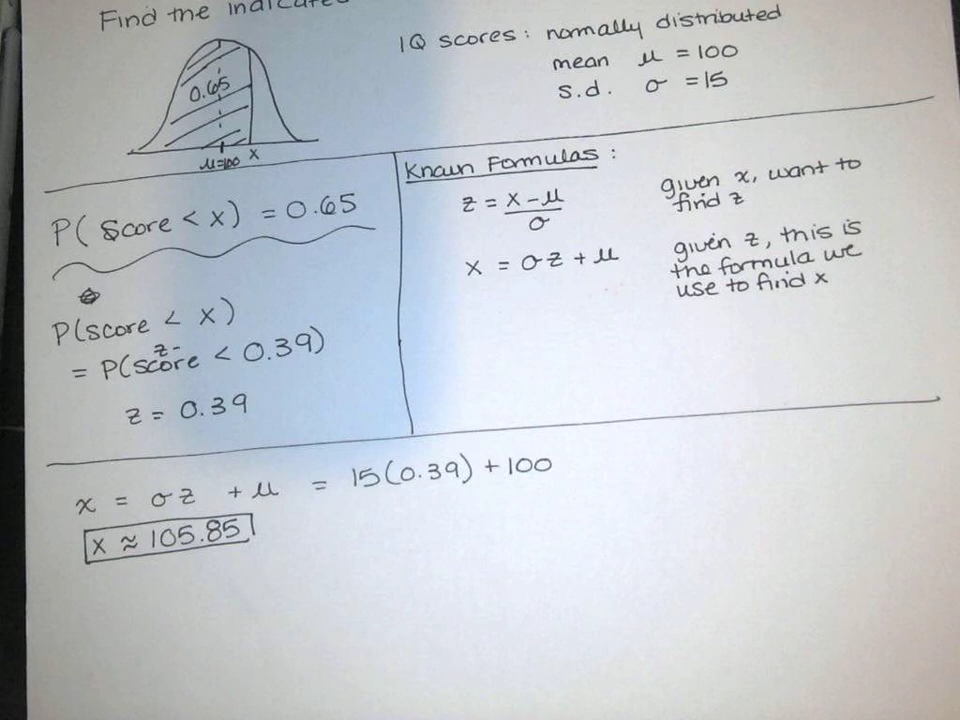 Find the indicated
IQ scores: normally distributed
mean μ = 100
s.d. σ = 15
0.65
μ=100 x
P( Score < x) = 0.65
P(score < x)
= P(score < 0.39)
z-
z = 0.39
Known Formulas:
z = x-μ/σ
given x, want to
find z
x = σz + μ
given z, this is
the formula we
use to find x
x = σz + μ = 15(0.39) + 100
x ≈ 105.85